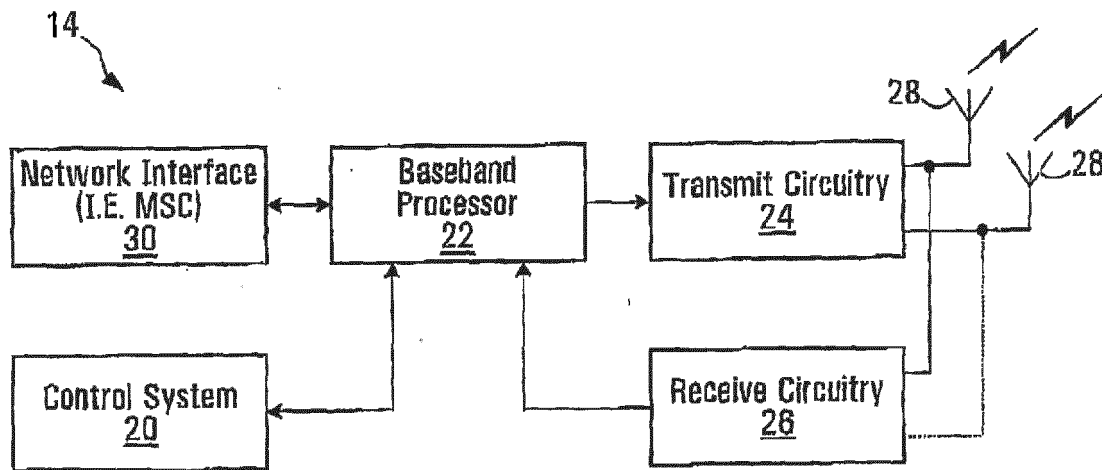 14
28
28
Network Interface
(I.E. MSC)
30
Baseband
Processor
22
Transmit Circuitry
24
Control System
20
Receive Circuitry
26